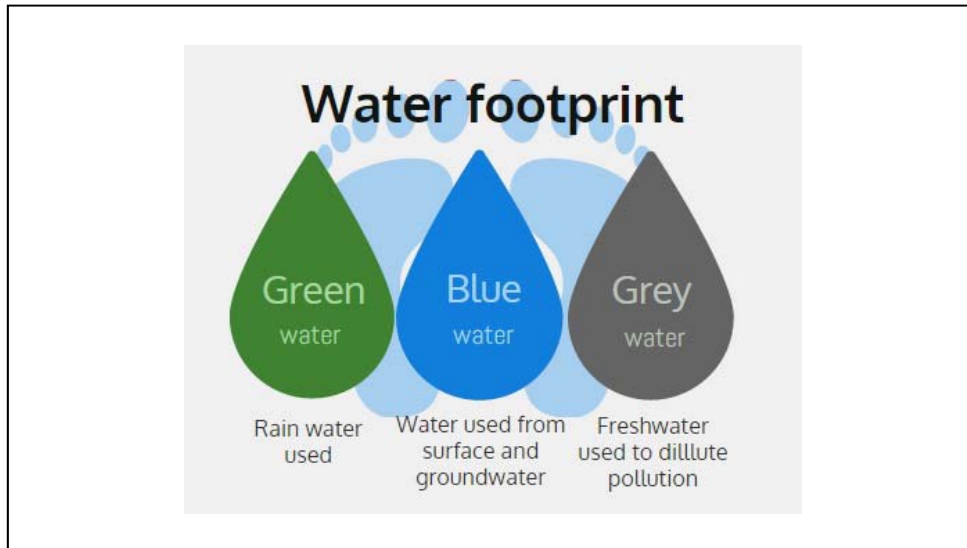 Water footprint
Green
water
Blue
water
Grey
water
Rain water
used
Water used from
surface and
groundwater
Freshwater
used to dilllute
pollution